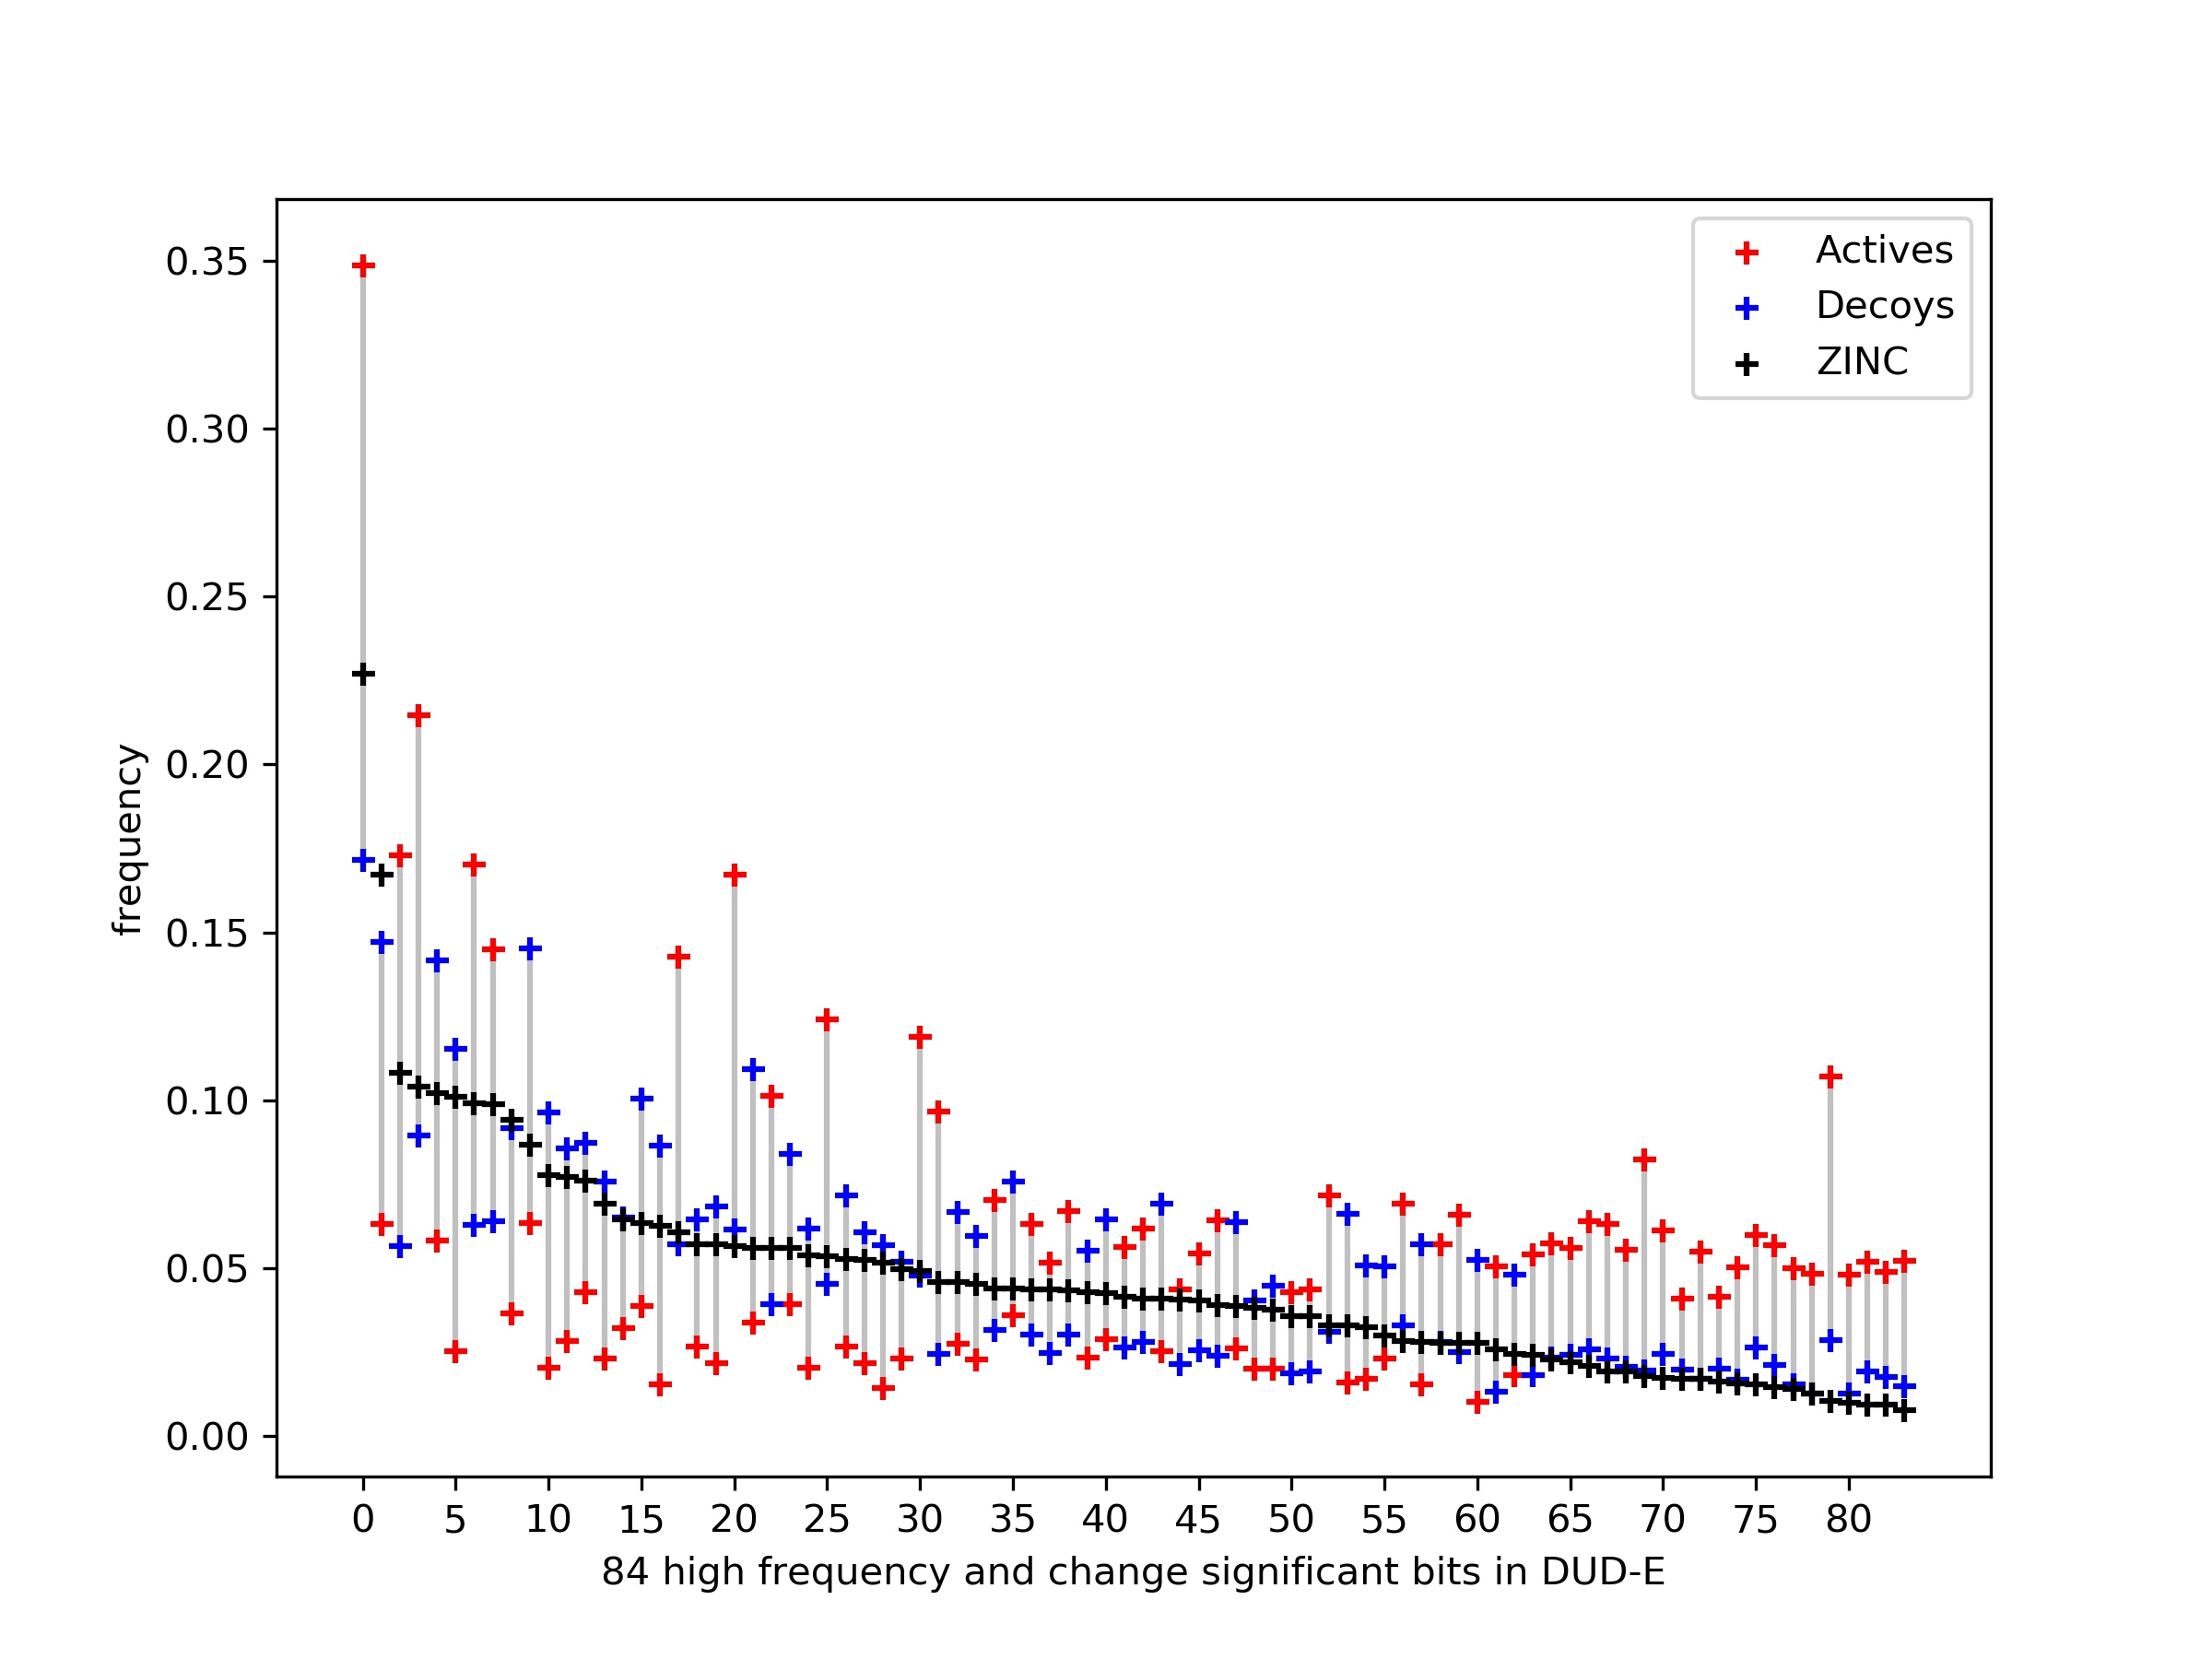 Actives
Decoys
ZINC
0.35
0.30
0.25
0.20
0.15
0.10
0.05
0.00
frequency
0 5 10 15 20 25 30 35 40 45 50 55 60 65 70 75 80
84 high frequency and change significant bits in DUD-E